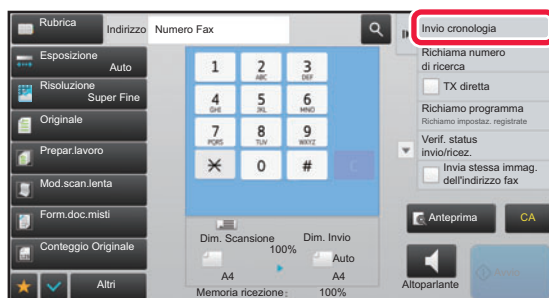 Rubrica
Indirizzo
Numero Fax
Invio cronologia
Esposizione
Auto
Richiama numero
di ricerca
Risoluzione
Super Fine
TX diretta
Originale
Richiamo programma
Richiamo impostaz. registrate
Prepar.lavoro
Verif. status
invio/ricez.
Mod.scan.lenta
Invia stessa immag.
dell'indirizzo fax
Form.doc.misti
Conteggio Originale
Altri
1
2
ABC
3
DEF
4
GHI
5
JKL
6
MNO
7
PQRS
8
TUV
9
WXYZ
0
#
C
Dim. Scansione
100%
Dim. Invio
Auto
A4
A4
Memoria ricezione:
100%
Anteprima
CA
Altoparlante
Avvio